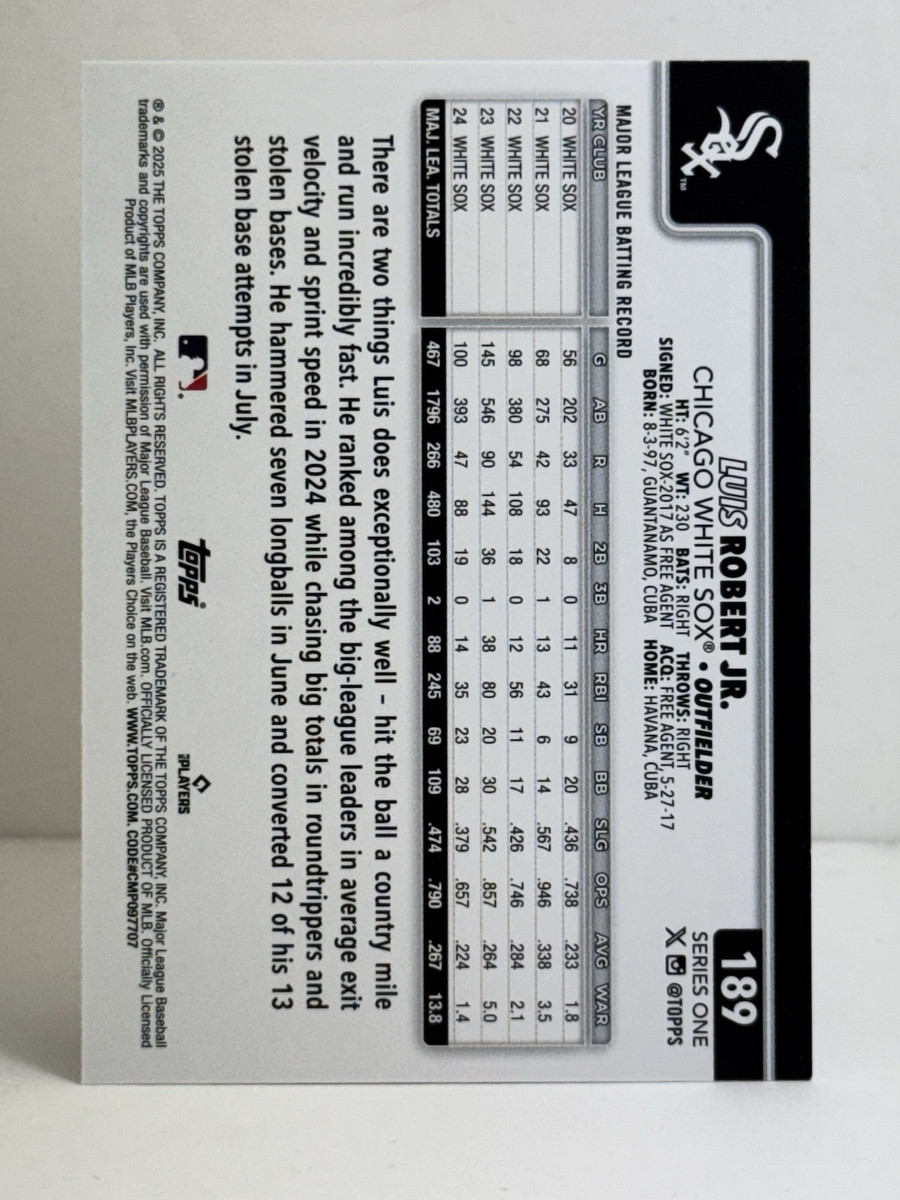 Sox
™
189
LUIS ROBERT JR.
CHICAGO WHITE SOX® • OUTFIELDER
SERIES ONE
HT: 6'2" WT: 230 BATS: RIGHT THROWS: RIGHT
SIGNED: WHITE SOX-2017 AS FREE AGENT ACQ: FREE AGENT, 5-27-17
X @TOPPS
BORN: 8-3-97, GUANTANAMO, CUBA HOME: HAVANA, CUBA
MAJOR LEAGUE BATTING RECORD
YR CLUB G AB R H 2B 3B HR RBI SB BB SLG OPS AVG WAR
20 WHITE SOX 56 202 33 47 8 0 11 31 9 20 .436 .738 .233 1.8
21 WHITE SOX 68 275 42 93 22 1 13 43 6 14 .567 .946 .338 3.5
22 WHITE SOX 98 380 54 108 18 0 12 56 11 17 .426 .746 .284 2.1
23 WHITE SOX 145 546 90 144 36 1 38 80 20 30 .542 .857 .264 5.0
24 WHITE SOX 100 393 47 88 19 0 14 35 23 28 .379 .657 .224 1.4
MAJ. LEA. TOTALS 467 1796 266 480 103 2 88 245 69 109 .474 .790 .267 13.8
There are two things Luis does exceptionally well – hit the ball a country mile
and run incredibly fast. He ranked among the big-league leaders in average exit
velocity and sprint speed in 2024 while chasing big totals in roundtrippers and
stolen bases. He hammered seven longballs in June and converted 12 of his 13
stolen base attempts in July.
topps®
PLAYERS
® & © 2025 THE TOPPS COMPANY, INC. ALL RIGHTS RESERVED. TOPPS IS A REGISTERED TRADEMARK OF THE TOPPS COMPANY, INC. Major League Baseball
trademarks and copyrights are used with permission of Major League Baseball. Visit MLB.com. OFFICIALLY LICENSED PRODUCT OF MLB. Officially Licensed
Product of MLB Players, Inc. Visit MLBPLAYERS.COM, the Players Choice on the web. WWW.TOPPS.COM. CODE#CMP097707